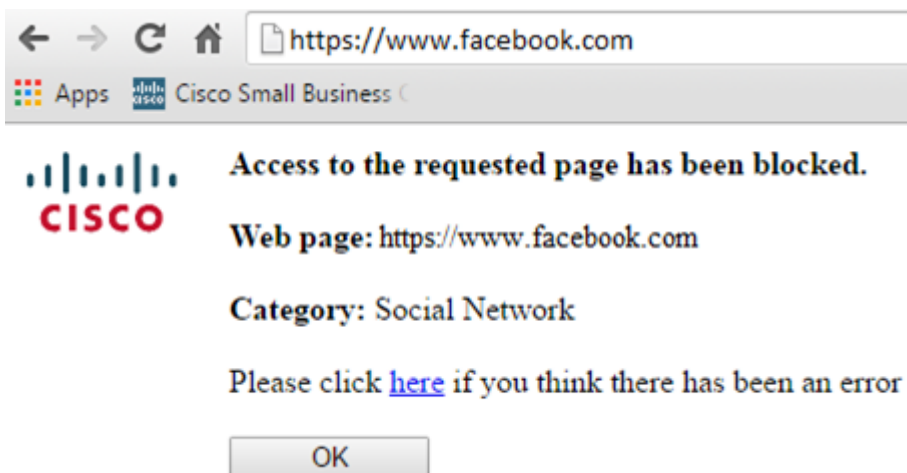 https://www.facebook.com
Apps Cisco Small Business
CISCO
Access to the requested page has been blocked.
Web page: https://www.facebook.com
Category: Social Network
Please click here if you think there has been an error
OK